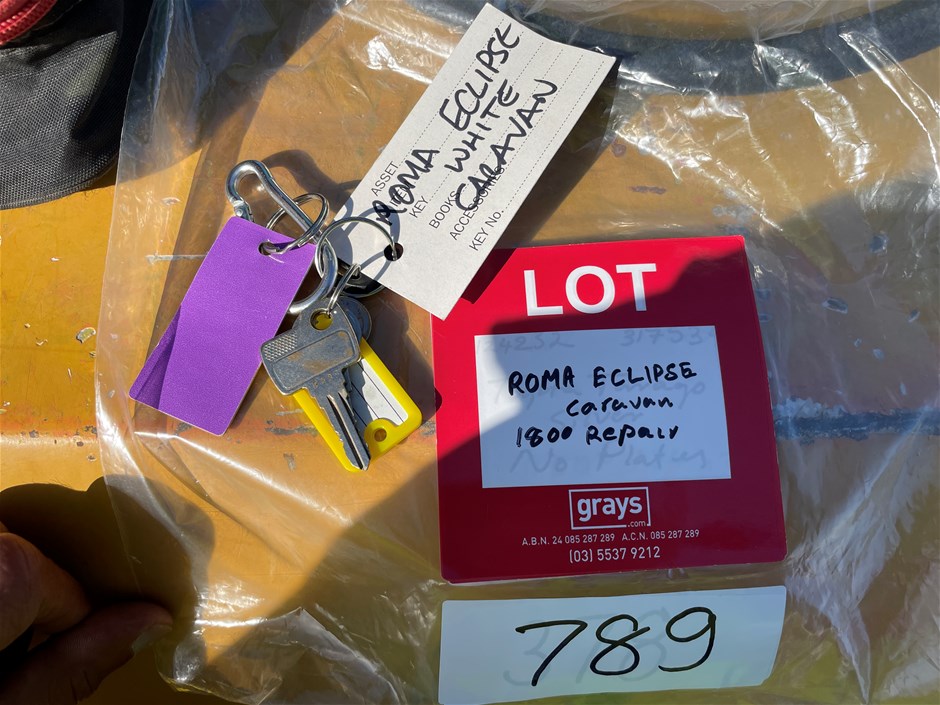 ROMA ECLIPSE
WHITE
CARAVAN
ASSET
KEY
BOOKS
ACCESSORIES
KEY No.
LOT
ROMA ECLIPSE
Caravan
1800 Repair
No Plates
grays
.com
A.B.N. 24 085 287 289 A.C.N. 085 287 289
(03) 5537 9212
789